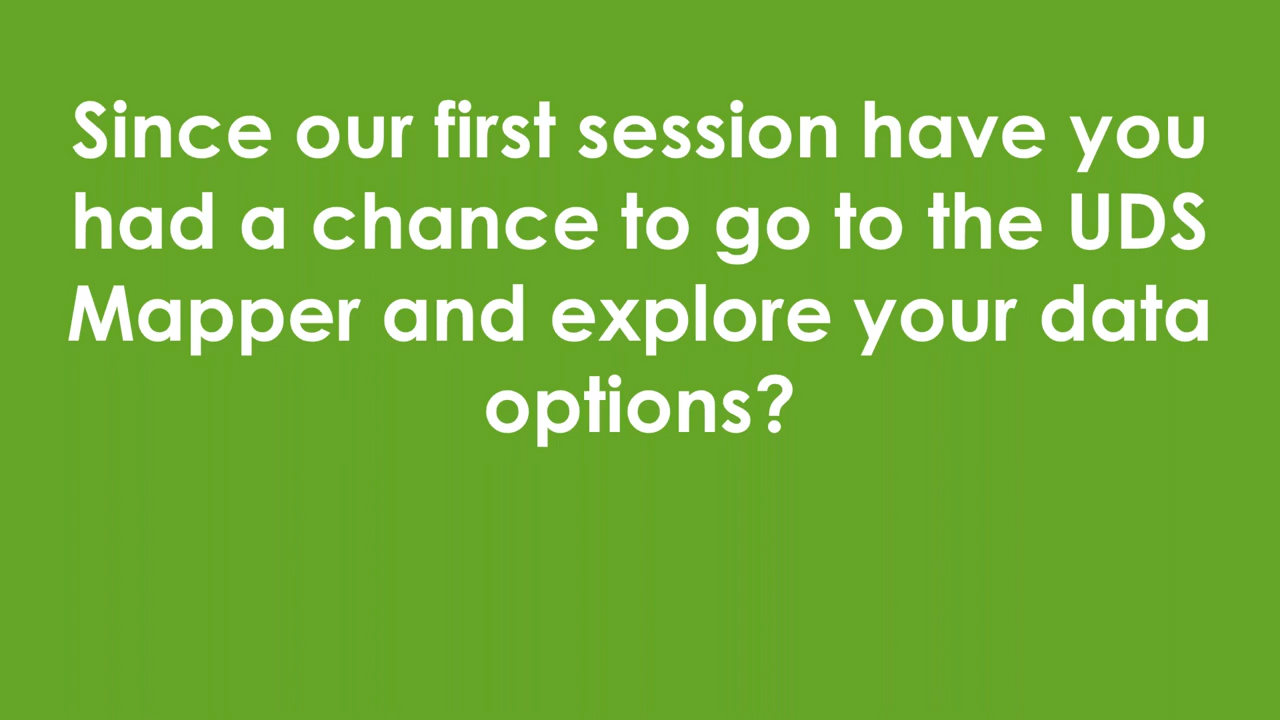 Since our first session have you
had a chance to go to the UDS
Mapper and explore your data
options?